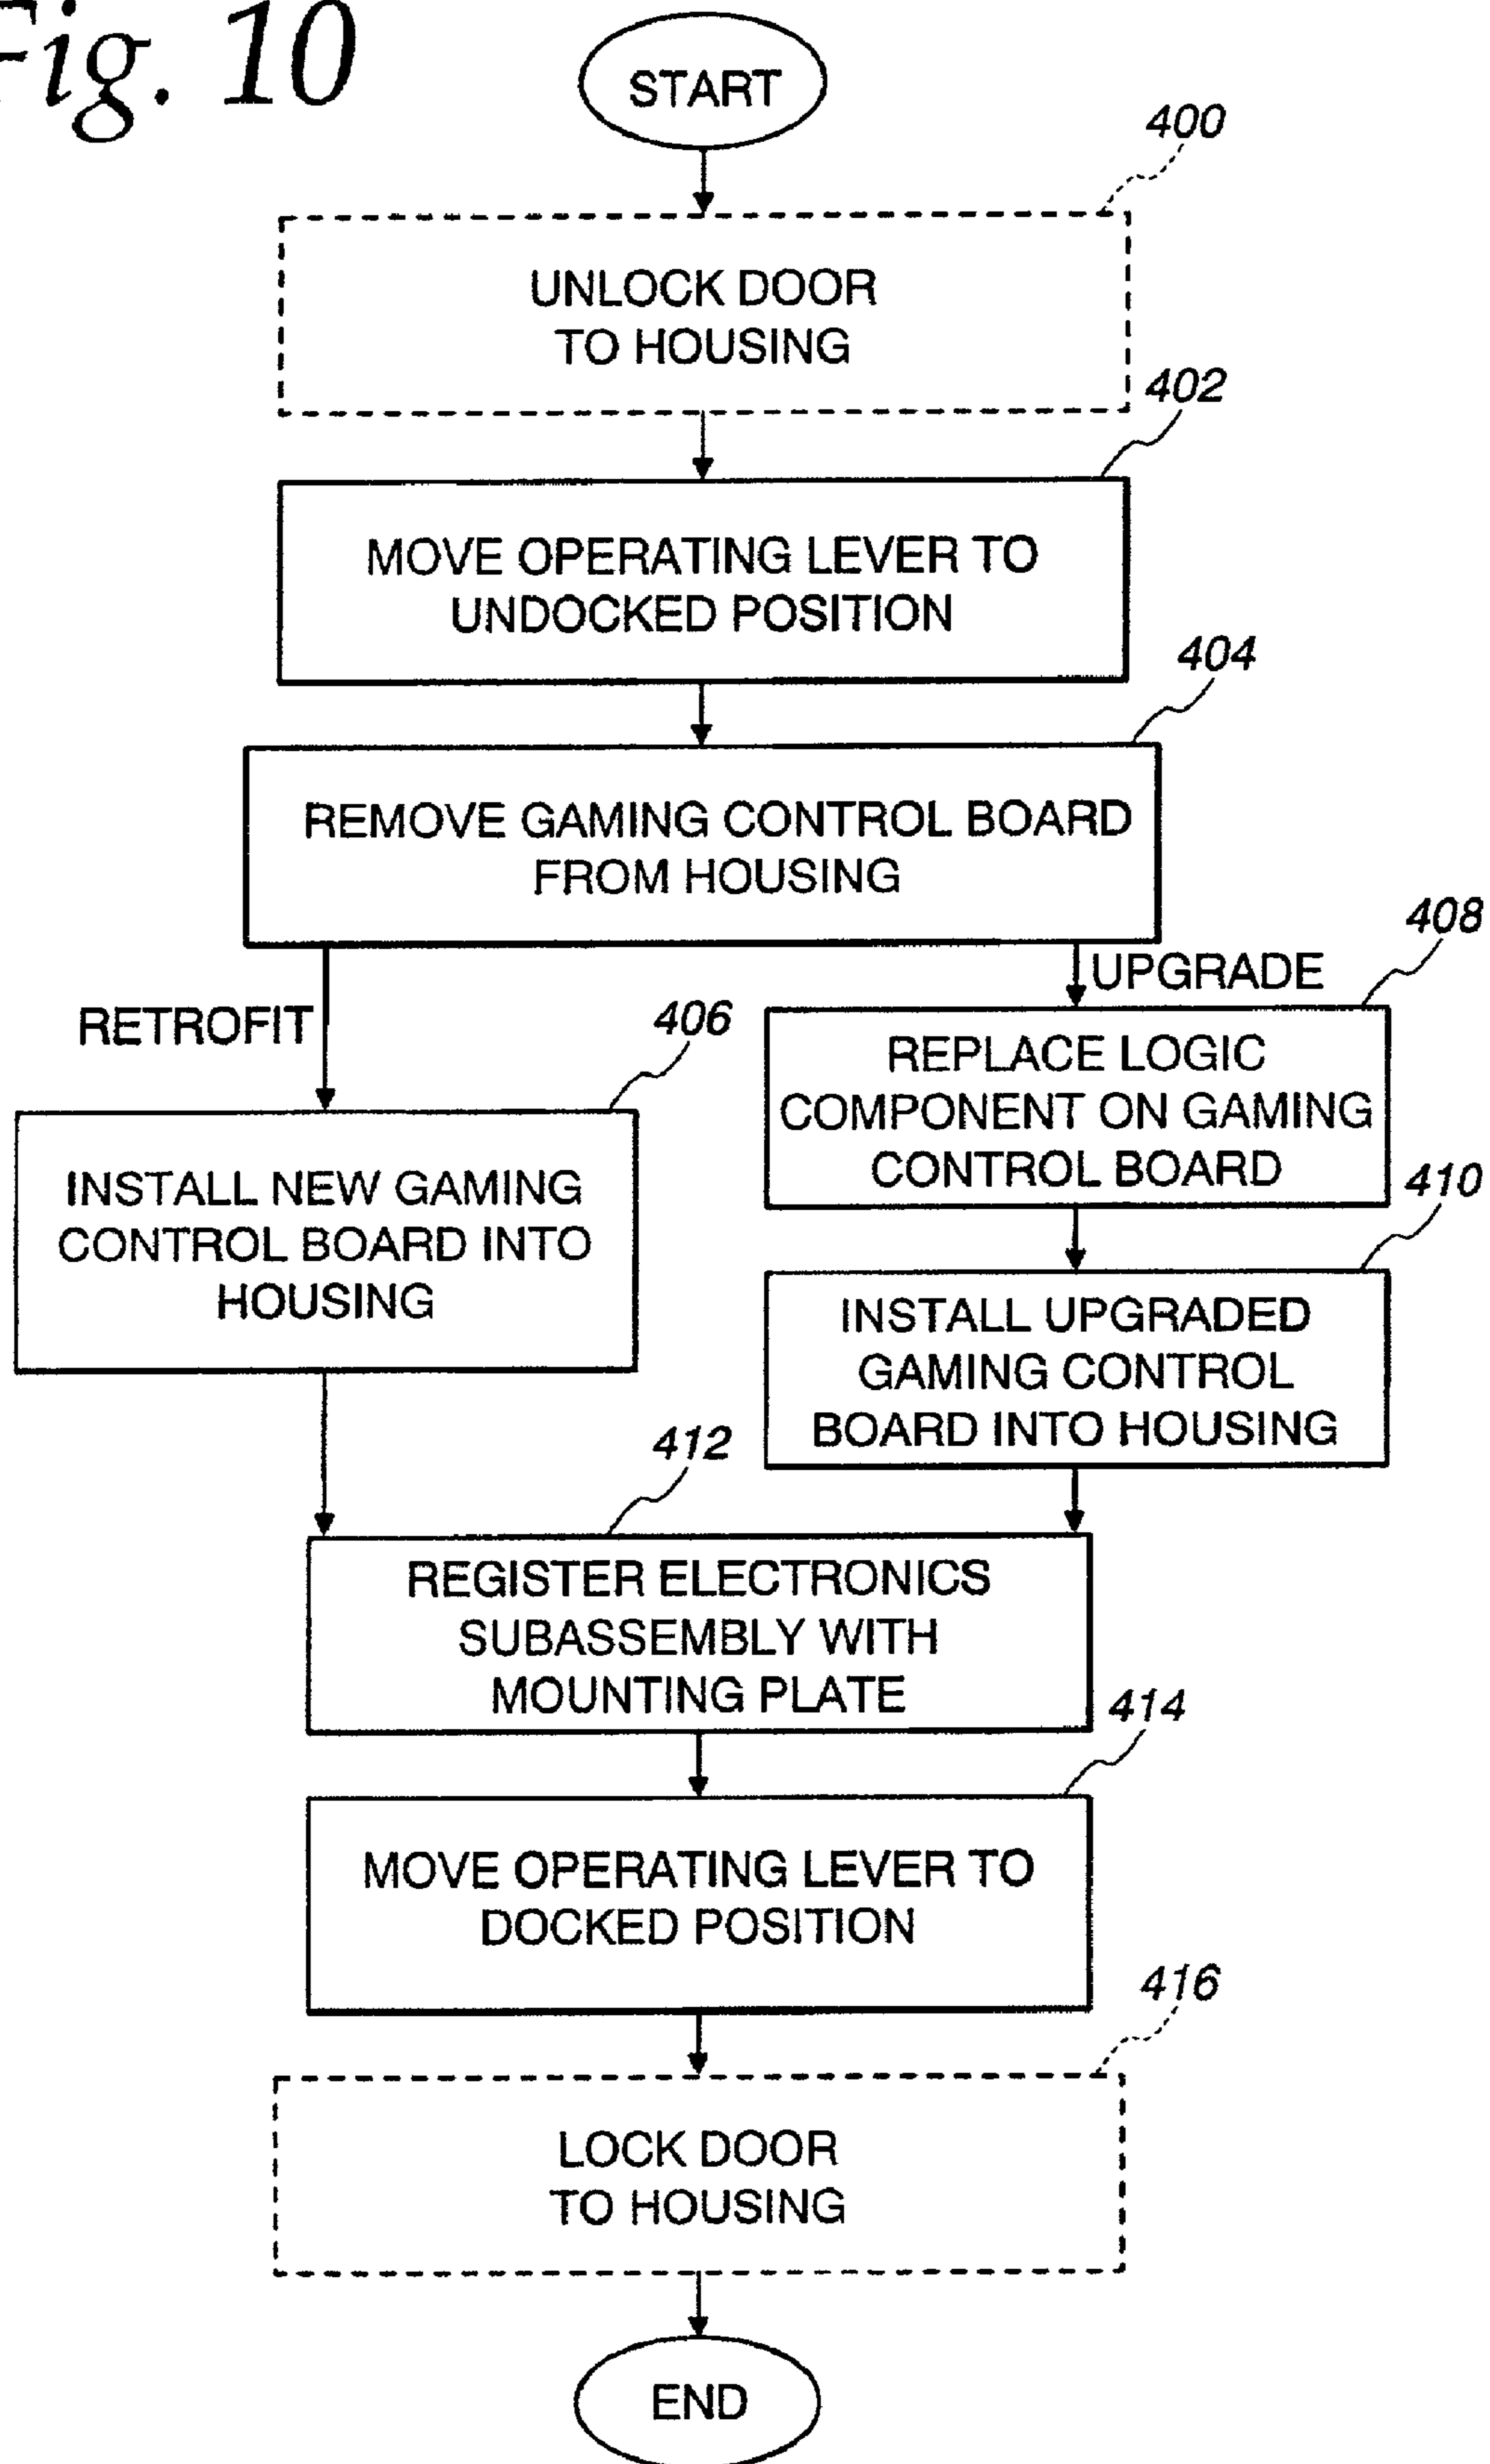 Fig. 10
START
400
UNLOCK DOOR
TO HOUSING
402
MOVE OPERATING LEVER TO
UNDOCKED POSITION
404
REMOVE GAMING CONTROL BOARD
FROM HOUSING
RETROFIT
UPGRADE
406
INSTALL NEW GAMING
CONTROL BOARD INTO
HOUSING
408
REPLACE LOGIC
COMPONENT ON GAMING
CONTROL BOARD
410
INSTALL UPGRADED
GAMING CONTROL
BOARD INTO HOUSING
412
REGISTER ELECTRONICS
SUBASSEMBLY WITH
MOUNTING PLATE
414
MOVE OPERATING LEVER TO
DOCKED POSITION
416
LOCK DOOR
TO HOUSING
END